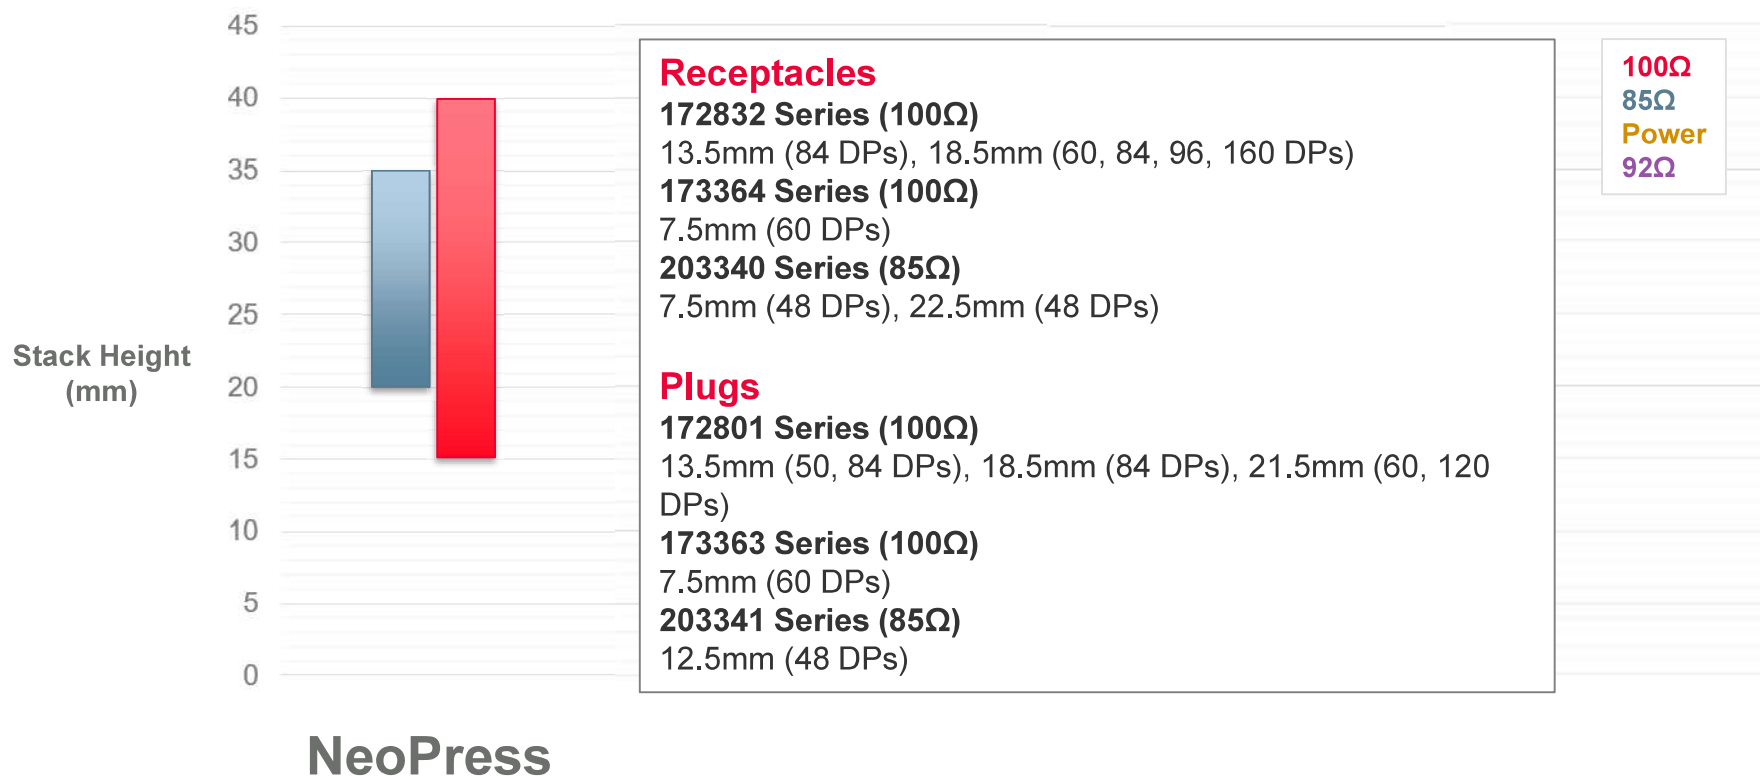 45
40
35
30
25
20
15
10
5
0
Stack Height
(mm)
NeoPress
Receptacles
172832 Series (100Ω)
13.5mm (84 DPs), 18.5mm (60, 84, 96, 160 DPs)
173364 Series (100Ω)
7.5mm (60 DPs)
203340 Series (85Ω)
7.5mm (48 DPs), 22.5mm (48 DPs)
Plugs
172801 Series (100Ω)
13.5mm (50, 84 DPs), 18.5mm (84 DPs), 21.5mm (60, 120
DPs)
173363 Series (100Ω)
7.5mm (60 DPs)
203341 Series (85Ω)
12.5mm (48 DPs)
100Ω
85Ω
Power
92Ω